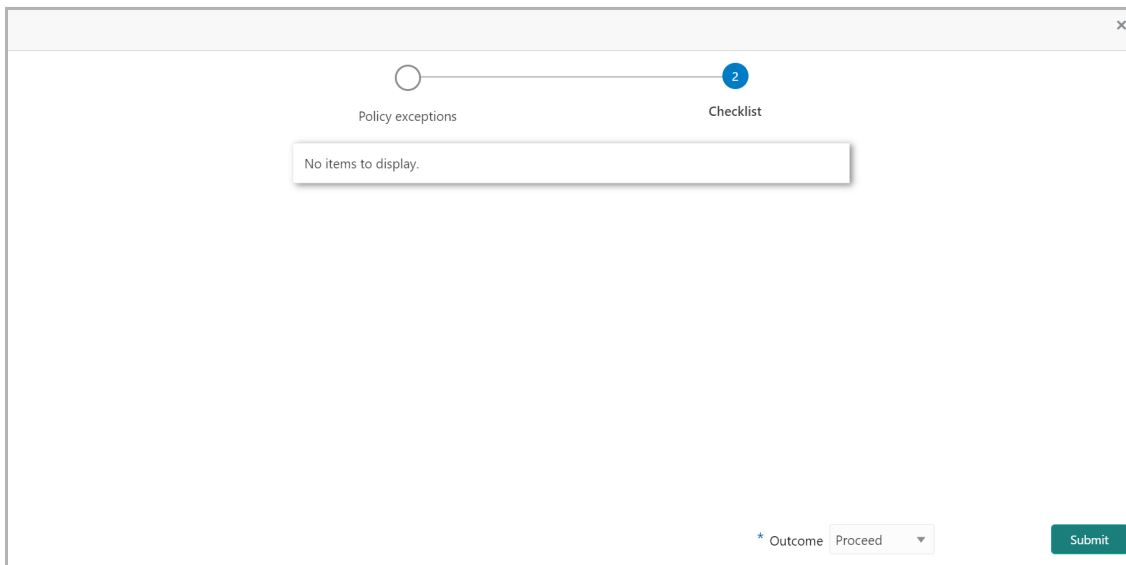 ×
2
Policy exceptions
Checklist
No items to display.
* Outcome Proceed
Submit